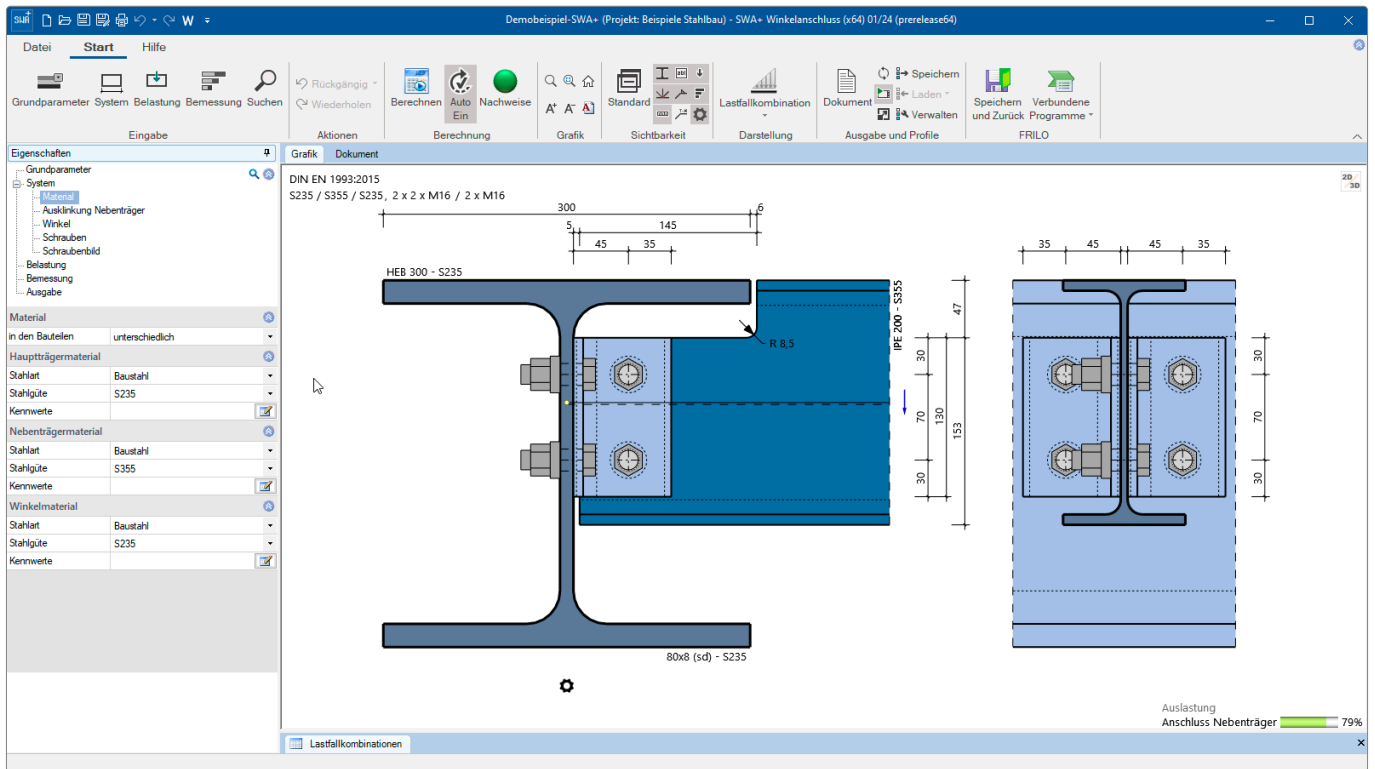 SWA+
W
Demobeispiel-SWA+ (Projekt: Beispiele Stahlbau) - SWA+ Winkelanschluss (x64) 01/24 (prerelease64)
Datei Start Hilfe
Grundparameter System Belastung Bemessung Suchen
Eingabe
Rückgängig
Wiederholen
Aktionen
Berechnen Auto Ein Nachweise
Berechnung
Grafik
Standard
Sichtbarkeit
Lastfallkombination
Darstellung
Dokument
Speichern
Laden
Verwalten
Ausgabe und Profile
Speichern und Zurück
Verbundene Programme
FRILO
Eigenschaften
Grundparameter
System
Material
Ausklinkung Nebenträger
Winkel
Schrauben
Schraubenbild
Belastung
Bemessung
Ausgabe
Material
in den Bauteilen unterschiedlich
Hauptträgermaterial
Stahlart Baustahl
Stahlgüte S235
Kennwerte
Nebenträgermaterial
Stahlart Baustahl
Stahlgüte S355
Kennwerte
Winkelmaterial
Stahlart Baustahl
Stahlgüte S235
Kennwerte
Grafik Dokument
DIN EN 1993:2015
S235 / S355 / S235, 2 x 2 x M16 / 2 x M16
2D/3D
300 6
5 145
45 35
HEB 300 - S235
IPE 200 - S355
R 8,5
47
30
70
30
130
153
80x8 (sd) - S235
35 45 45 35
30
70
30
Auslastung
Anschluss Nebenträger 79%
Lastfallkombinationen